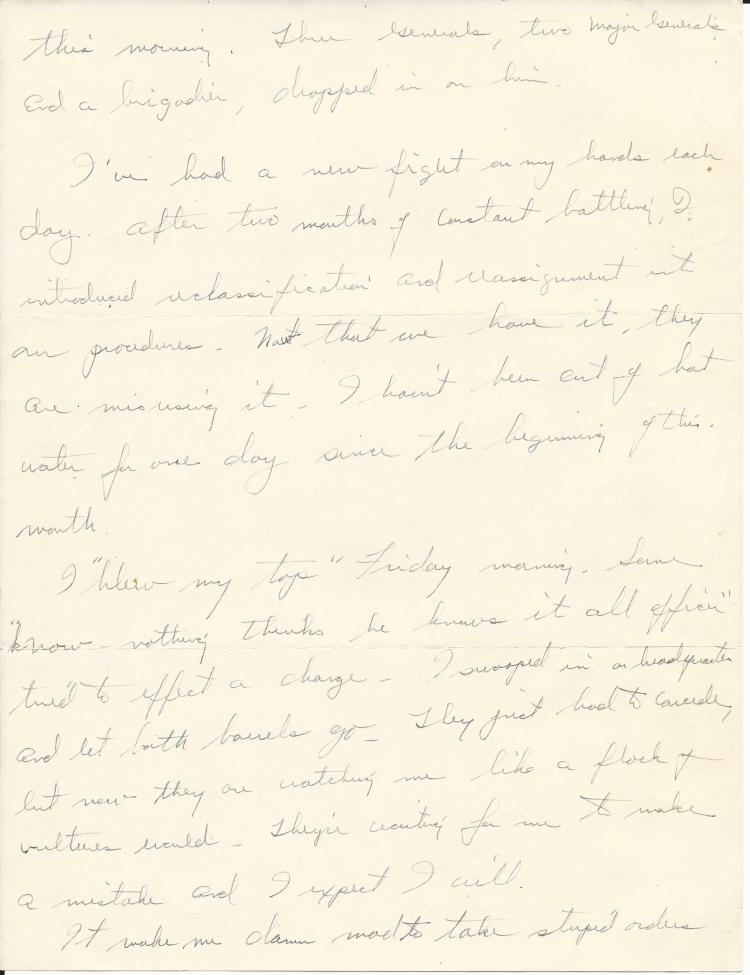 this morning. Three Generals, two Major Generals
and a brigadier, dropped in on him.
I've had a new fight on my hands each
day. After two months of constant battling, I
introduced reclassification and reassignment into
our procedures. Now that we have it, they
are misusing it. I havn't been out of hot
water for one day since the beginning of this
month.
I "blew my top" Friday morning. Some
"know-nothing thinks he knows it all officer"
tried to effect a change. I swooped in on headquarters
and let both barrels go. They just had to concede,
but now they are watching me like a flock of
vultures would. They're waiting for me to make
a mistake and I expect I will.
It make me damn mad to take stupid orders